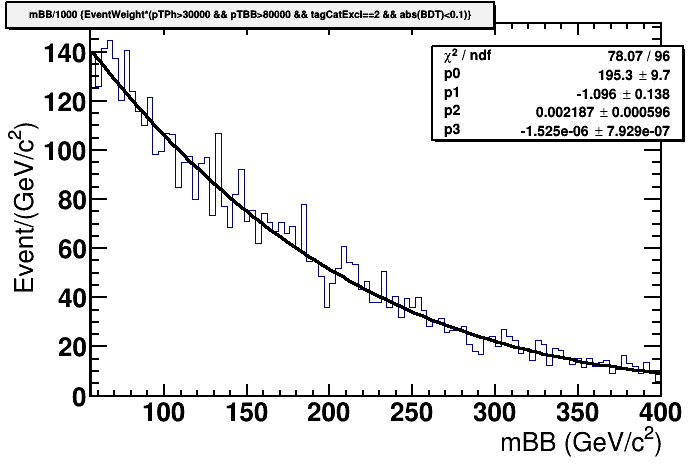 mBB/1000 {EventWeight*(pTPh>30000 && pTBB>80000 && tagCatExcl==2 && abs(BDT)<0.1)}
χ² / ndf 78.07 / 96
p0 195.3 ± 9.7
p1 -1.096 ± 0.138
p2 0.002187 ± 0.000596
p3 -1.525e-06 ± 7.929e-07
Event/(GeV/c²)
140
120
100
80
60
40
20
0
100 150 200 250 300 350 400
mBB (GeV/c²)